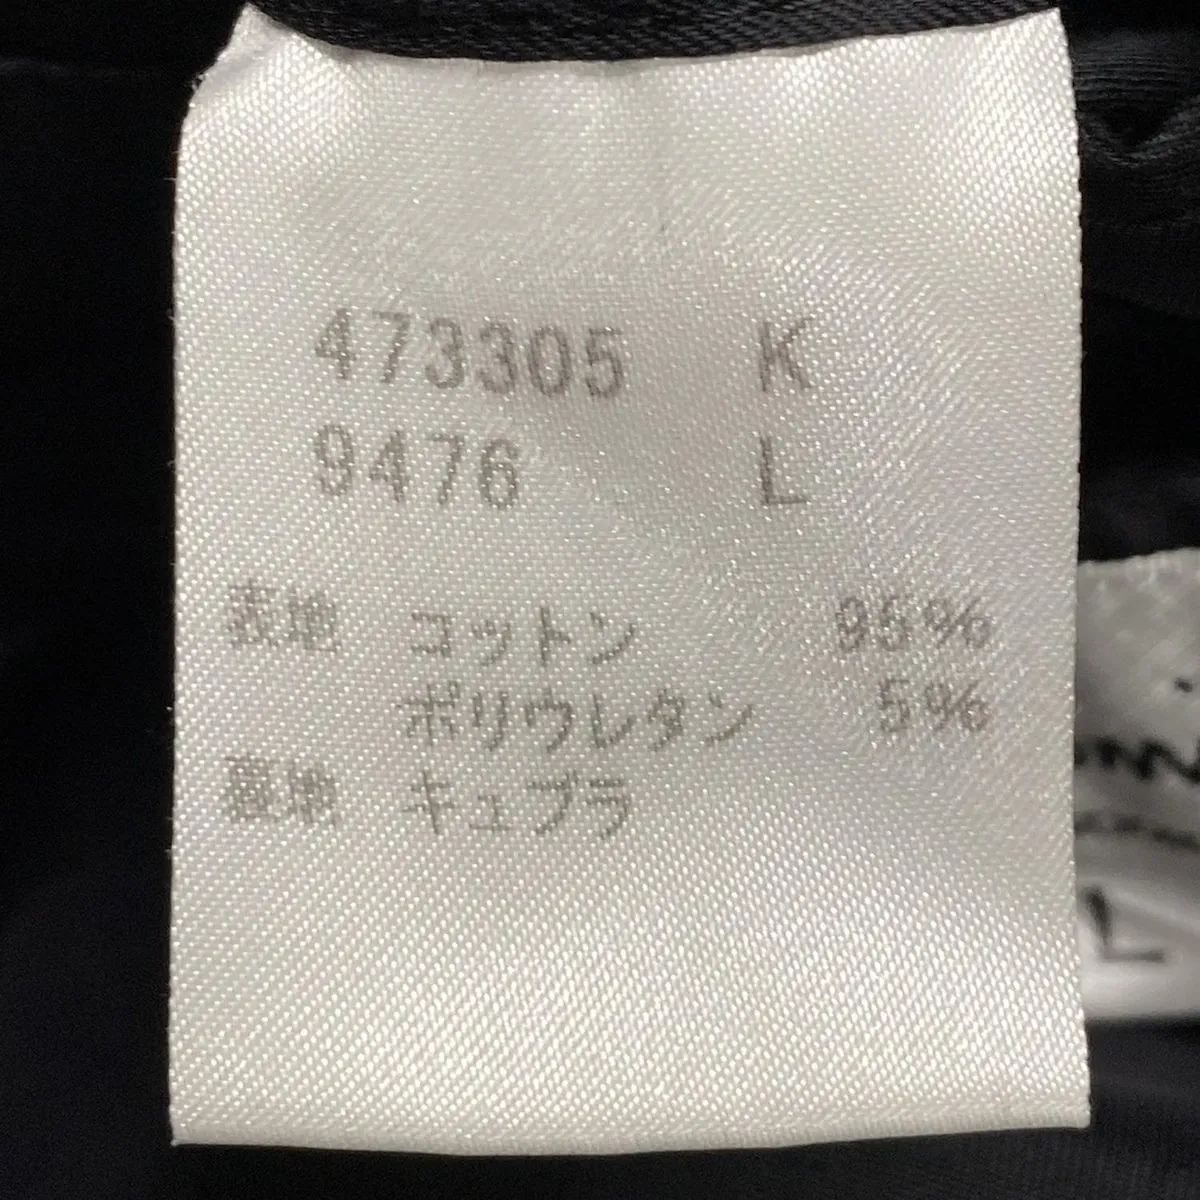 473305 K
9476 L
表地 コットン 95%
ポリウレタン 5%
裏地 キュプラ
L